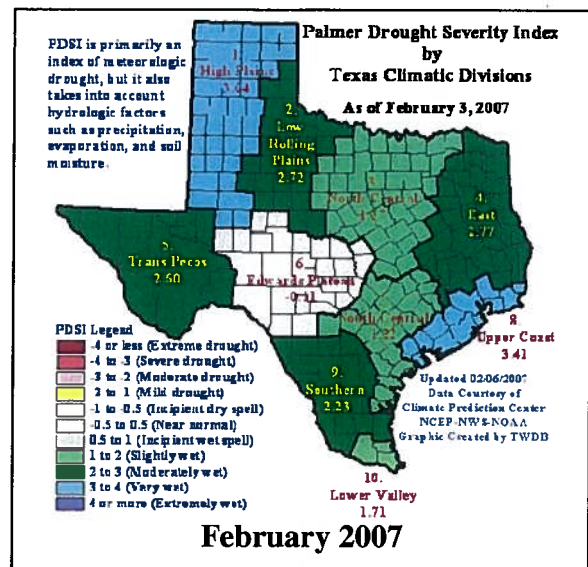 Palmer Drought Severity Index
by
Texas Climatic Divisions
As of February 3, 2007
PDSI is primarily an
index of meteorologic
drought, but it also
takes into account
hydrologic factors
such as precipitation,
evaporation, and soil
moisture.
1.
High Plains
2.
Low
Rolling
Plains
2.72
North Central
4.
East
2.77
5.
Trans Pecos
2.60
6.
Edwards Plateau
South Central
8.
Upper Coast
3.41
9.
Southern
2.23
10.
Lower Valley
1.71
PDSI Legend
-4 or less (Extreme drought)
-4 to -3 (Severe drought)
-3 to -2 (Moderate drought)
-2 to 1 (Mild drought)
-1 to -0.5 (Incipient dry spell)
-0.5 to 0.5 (Near normal)
0.5 to 1 (Incipient wet spell)
1 to 2 (Slightly wet)
2 to 3 (Moderately wet)
3 to 4 (Very wet)
4 or more (Extremely wet)
Updated 02/06/2007
Data Courtesy of
Climate Prediction Center
NCEP-NWS-NOAA
Graphic Created by TWDB
February 2007